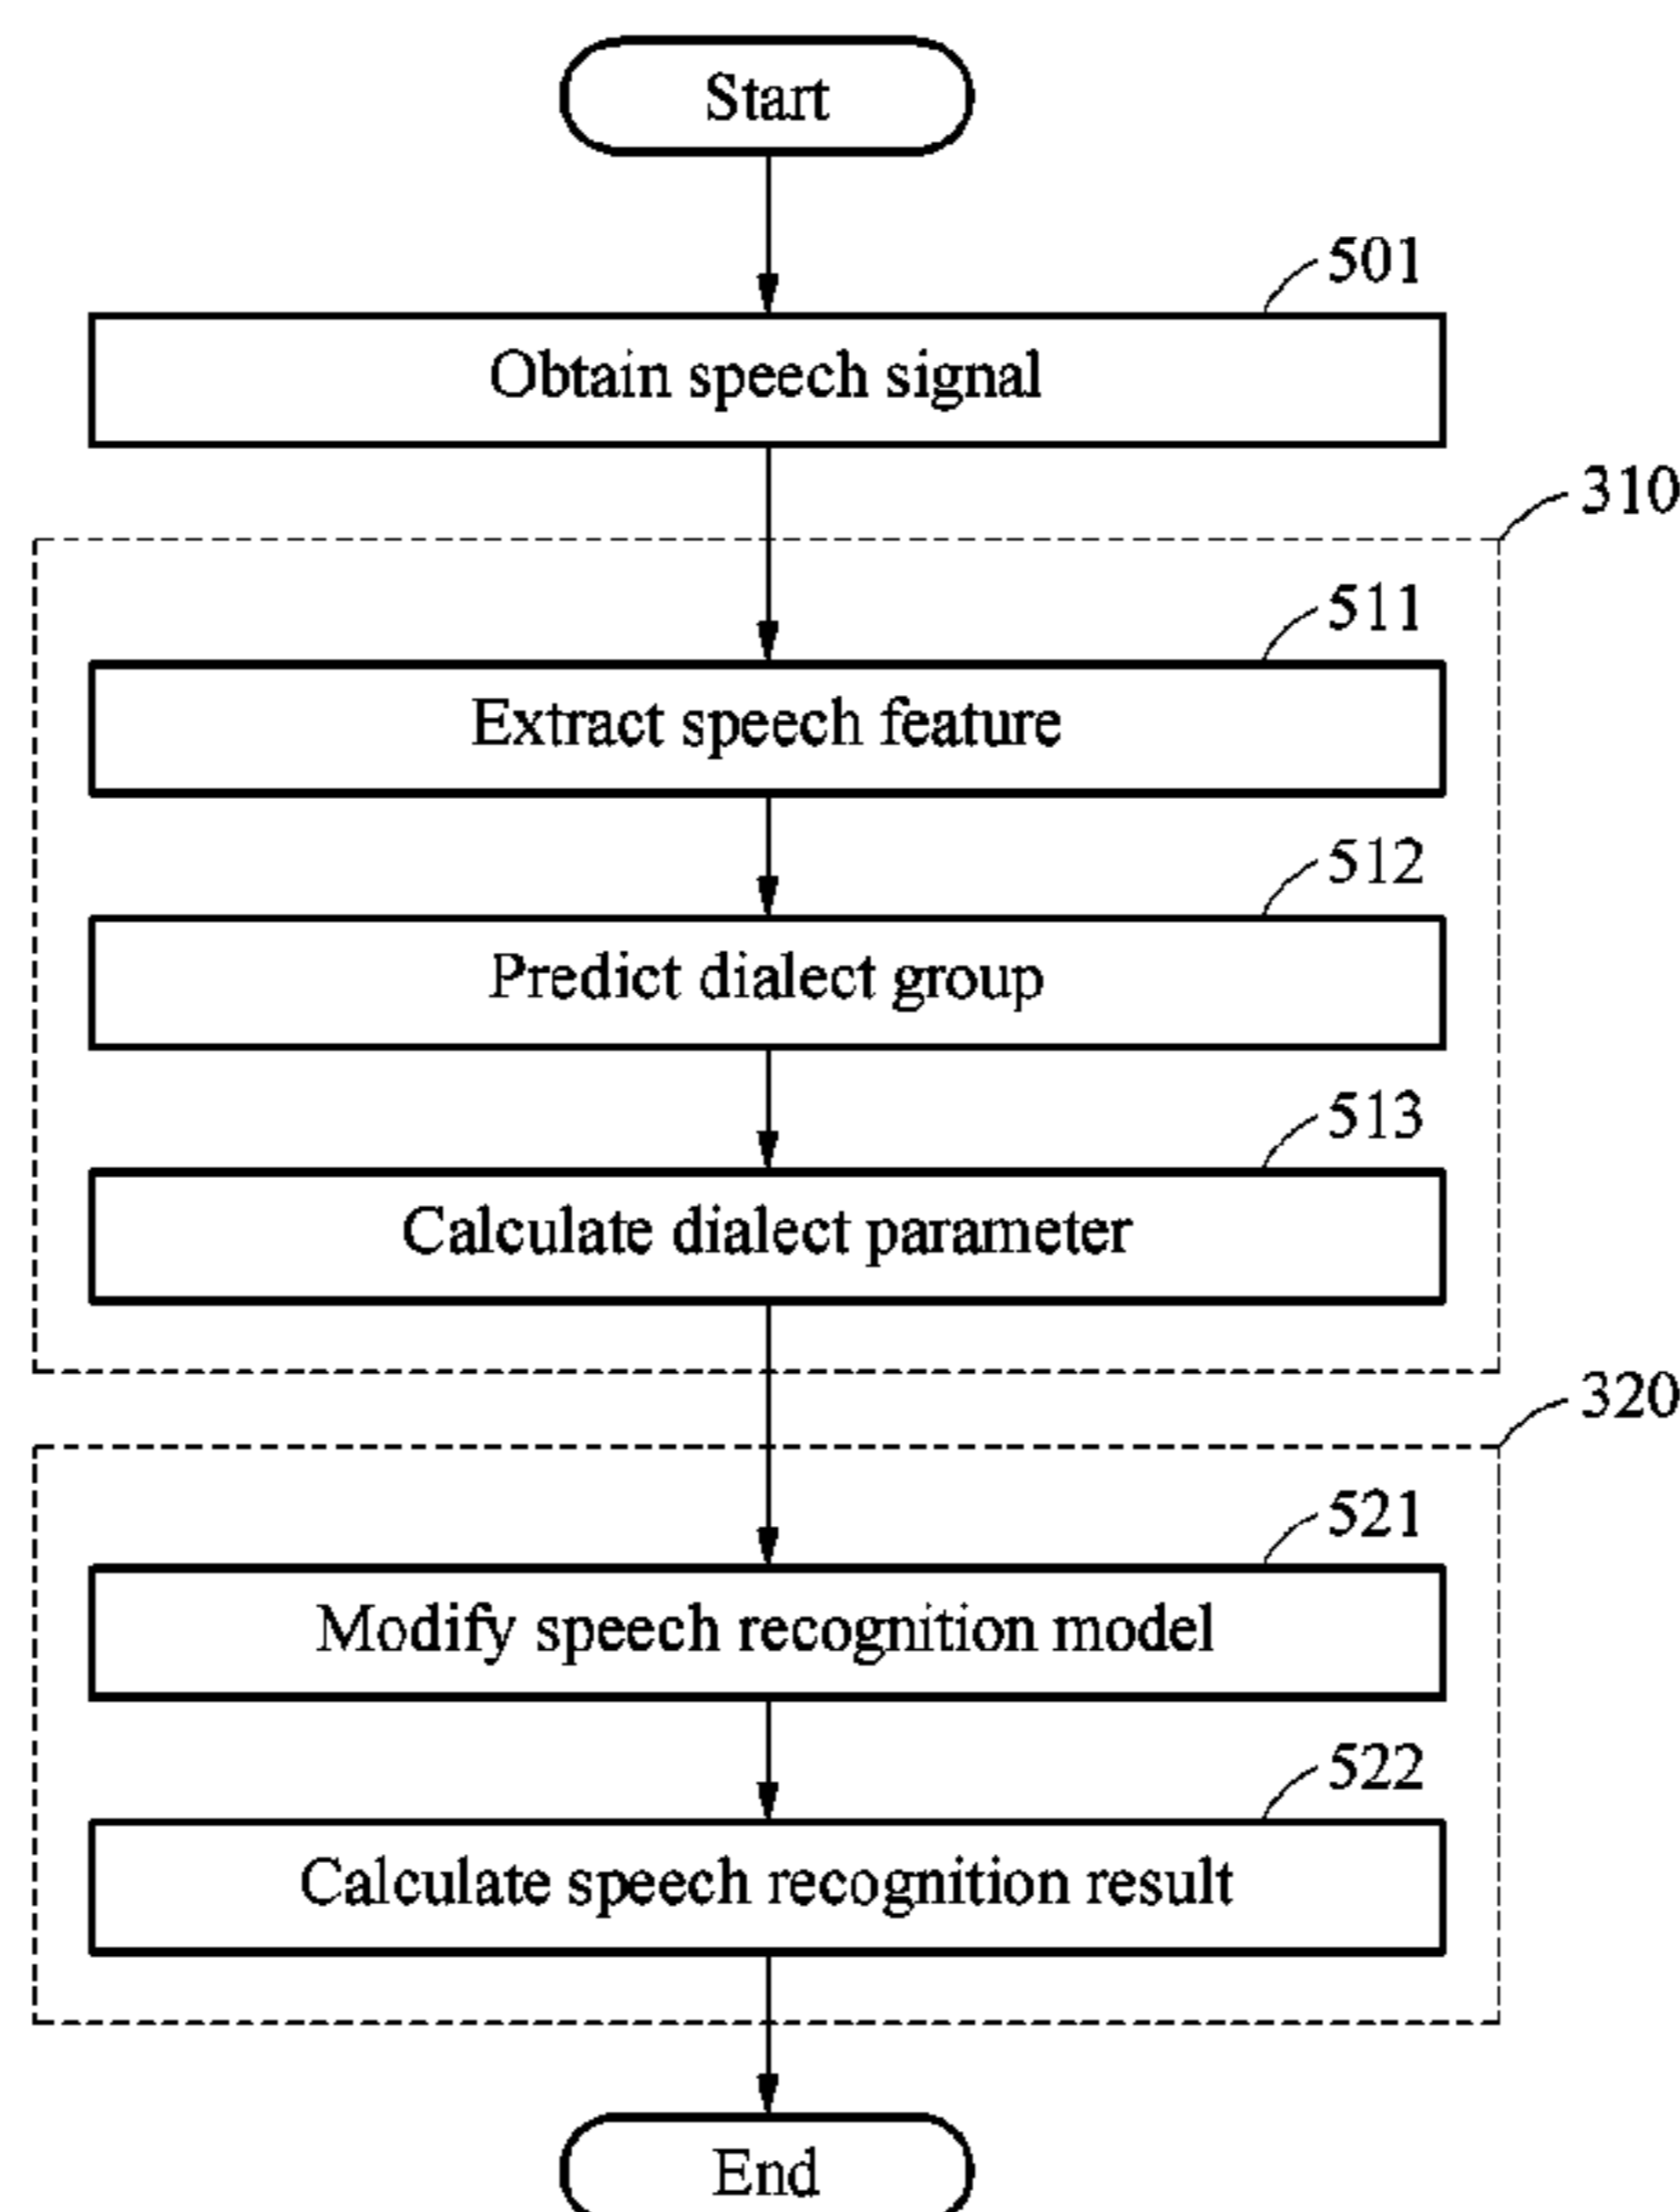 Start
501
Obtain speech signal
310
511
Extract speech feature
512
Predict dialect group
513
Calculate dialect parameter
320
521
Modify speech recognition model
522
Calculate speech recognition result
End